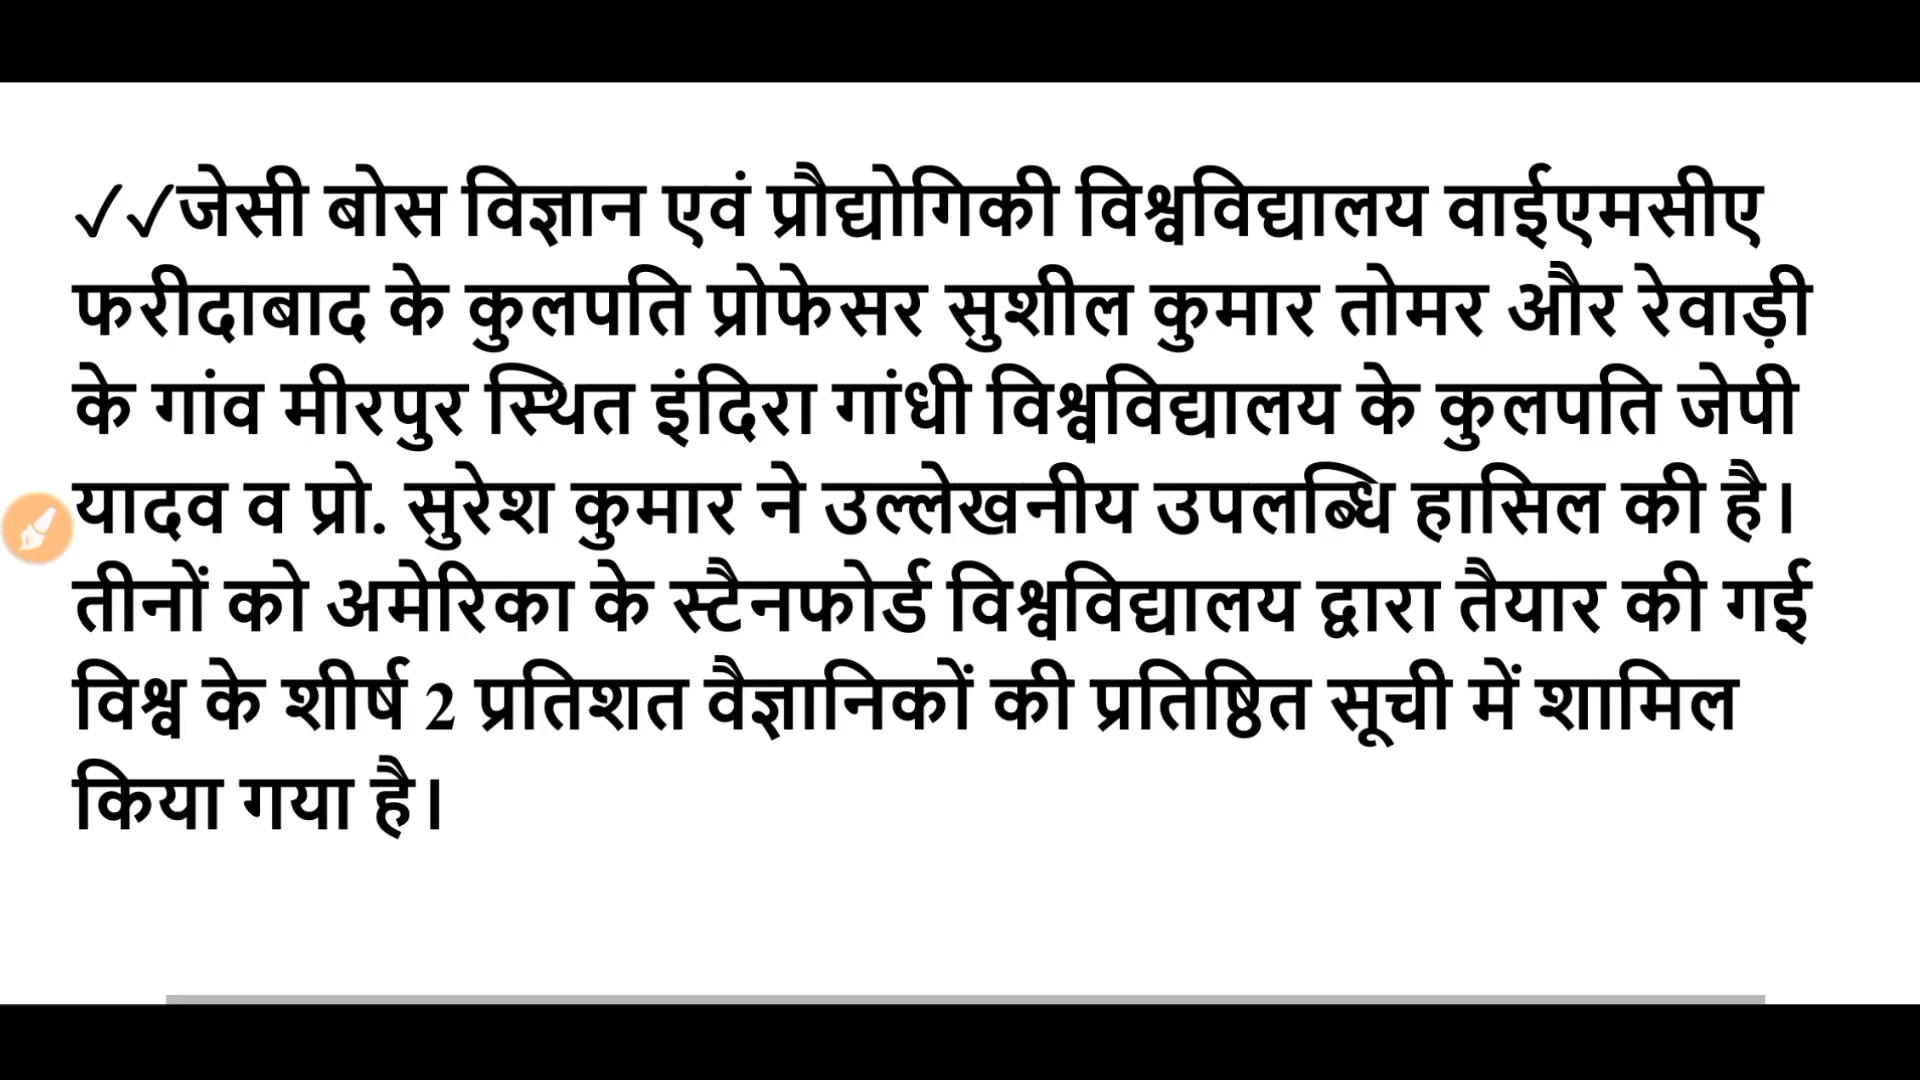 ✓✓जेसी बोस विज्ञान एवं प्रौद्योगिकी विश्वविद्यालय वाईएमसीए
फरीदाबाद के कुलपति प्रोफेसर सुशील कुमार तोमर और रेवाड़ी
के गांव मीरपुर स्थित इंदिरा गांधी विश्वविद्यालय के कुलपति जेपी
यादव व प्रो. सुरेश कुमार ने उल्लेखनीय उपलब्धि हासिल की है।
तीनों को अमेरिका के स्टैनफोर्ड विश्वविद्यालय द्वारा तैयार की गई
विश्व के शीर्ष 2 प्रतिशत वैज्ञानिकों की प्रतिष्ठित सूची में शामिल
किया गया है।